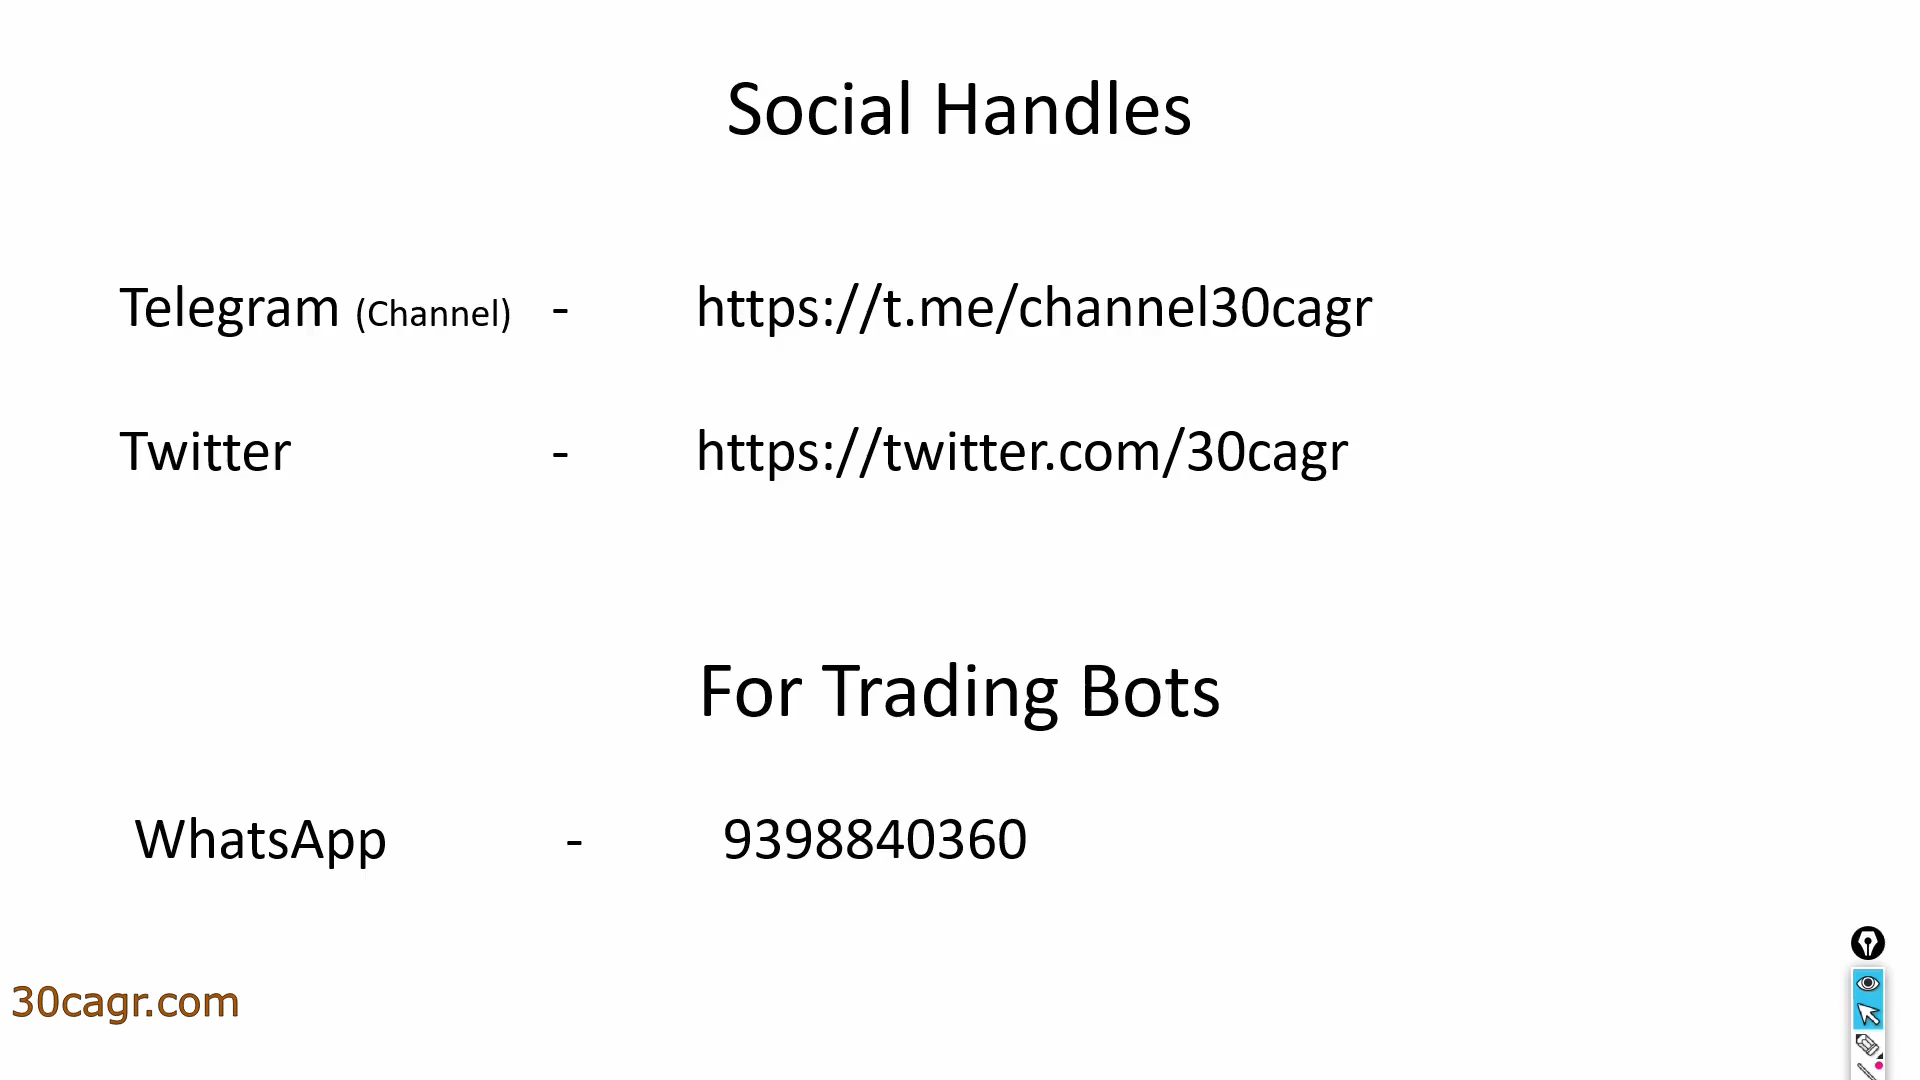 Social Handles
Telegram (Channel) - https://t.me/channel30cagr
Twitter - https://twitter.com/30cagr
For Trading Bots
WhatsApp - 9398840360
30cagr.com